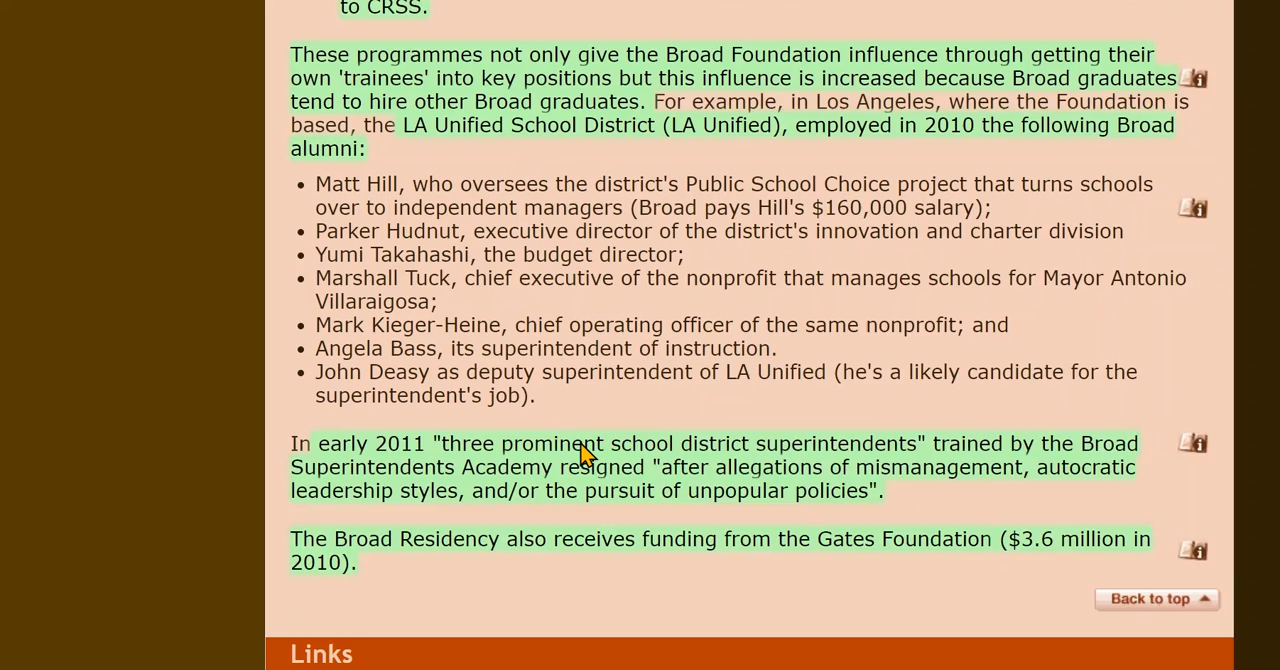 to CRSS.
These programmes not only give the Broad Foundation influence through getting their
own 'trainees' into key positions but this influence is increased because Broad graduates
tend to hire other Broad graduates. For example, in Los Angeles, where the Foundation is
based, the LA Unified School District (LA Unified), employed in 2010 the following Broad
alumni:
• Matt Hill, who oversees the district's Public School Choice project that turns schools
over to independent managers (Broad pays Hill's $160,000 salary);
• Parker Hudnut, executive director of the district's innovation and charter division
• Yumi Takahashi, the budget director;
• Marshall Tuck, chief executive of the nonprofit that manages schools for Mayor Antonio
Villaraigosa;
• Mark Kieger-Heine, chief operating officer of the same nonprofit; and
• Angela Bass, its superintendent of instruction.
• John Deasy as deputy superintendent of LA Unified (he's a likely candidate for the
superintendent's job).
In early 2011 "three prominent school district superintendents" trained by the Broad
Superintendents Academy resigned "after allegations of mismanagement, autocratic
leadership styles, and/or the pursuit of unpopular policies".
The Broad Residency also receives funding from the Gates Foundation ($3.6 million in
2010).
Back to top
Links